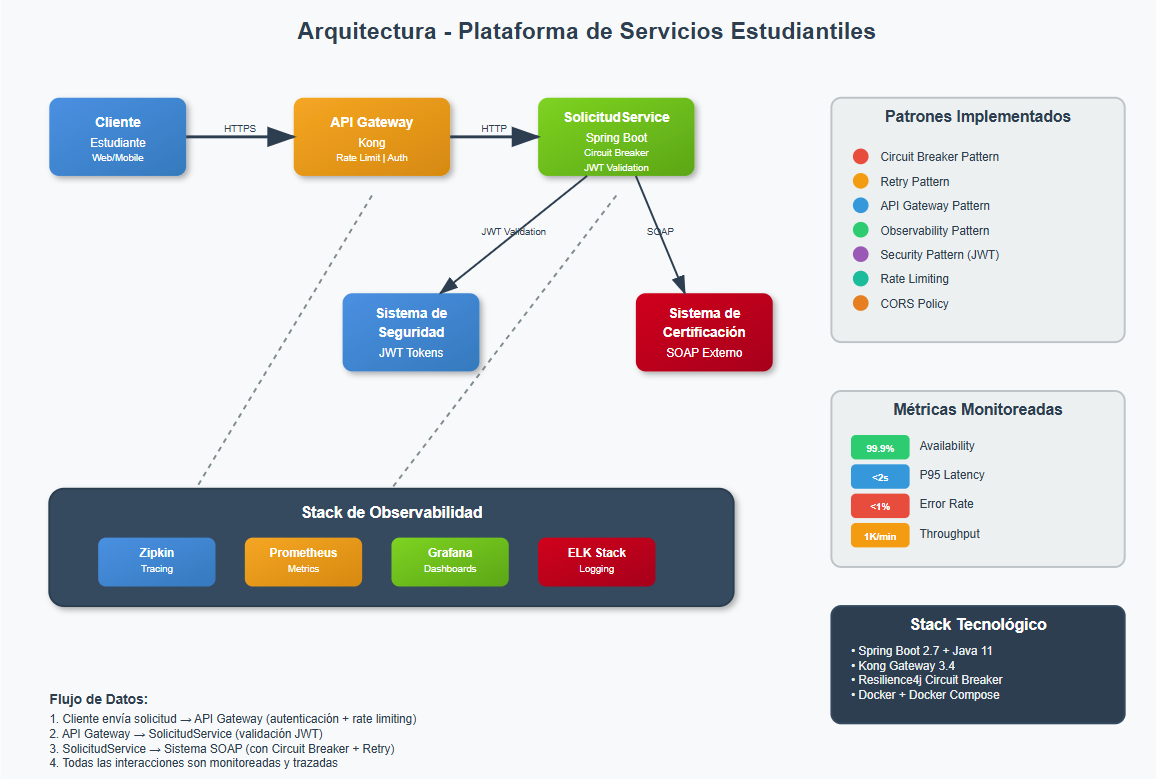 Arquitectura - Plataforma de Servicios Estudiantiles
Cliente
Estudiante
Web/Mobile
HTTPS
API Gateway
Kong
Rate Limit | Auth
HTTP
SolicitudService
Spring Boot
Circuit Breaker
JWT Validation
JWT Validation
SOAP
Sistema de
Seguridad
JWT Tokens
Sistema de
Certificación
SOAP Externo
Patrones Implementados
Circuit Breaker Pattern
Retry Pattern
API Gateway Pattern
Observability Pattern
Security Pattern (JWT)
Rate Limiting
CORS Policy
Métricas Monitoreadas
99.9% Availability
<2s P95 Latency
<1% Error Rate
1K/min Throughput
Stack de Observabilidad
Zipkin
Tracing
Prometheus
Metrics
Grafana
Dashboards
ELK Stack
Logging
Stack Tecnológico
• Spring Boot 2.7 + Java 11
• Kong Gateway 3.4
• Resilience4j Circuit Breaker
• Docker + Docker Compose
Flujo de Datos:
1. Cliente envía solicitud → API Gateway (autenticación + rate limiting)
2. API Gateway → SolicitudService (validación JWT)
3. SolicitudService → Sistema SOAP (con Circuit Breaker + Retry)
4. Todas las interacciones son monitoreadas y trazadas